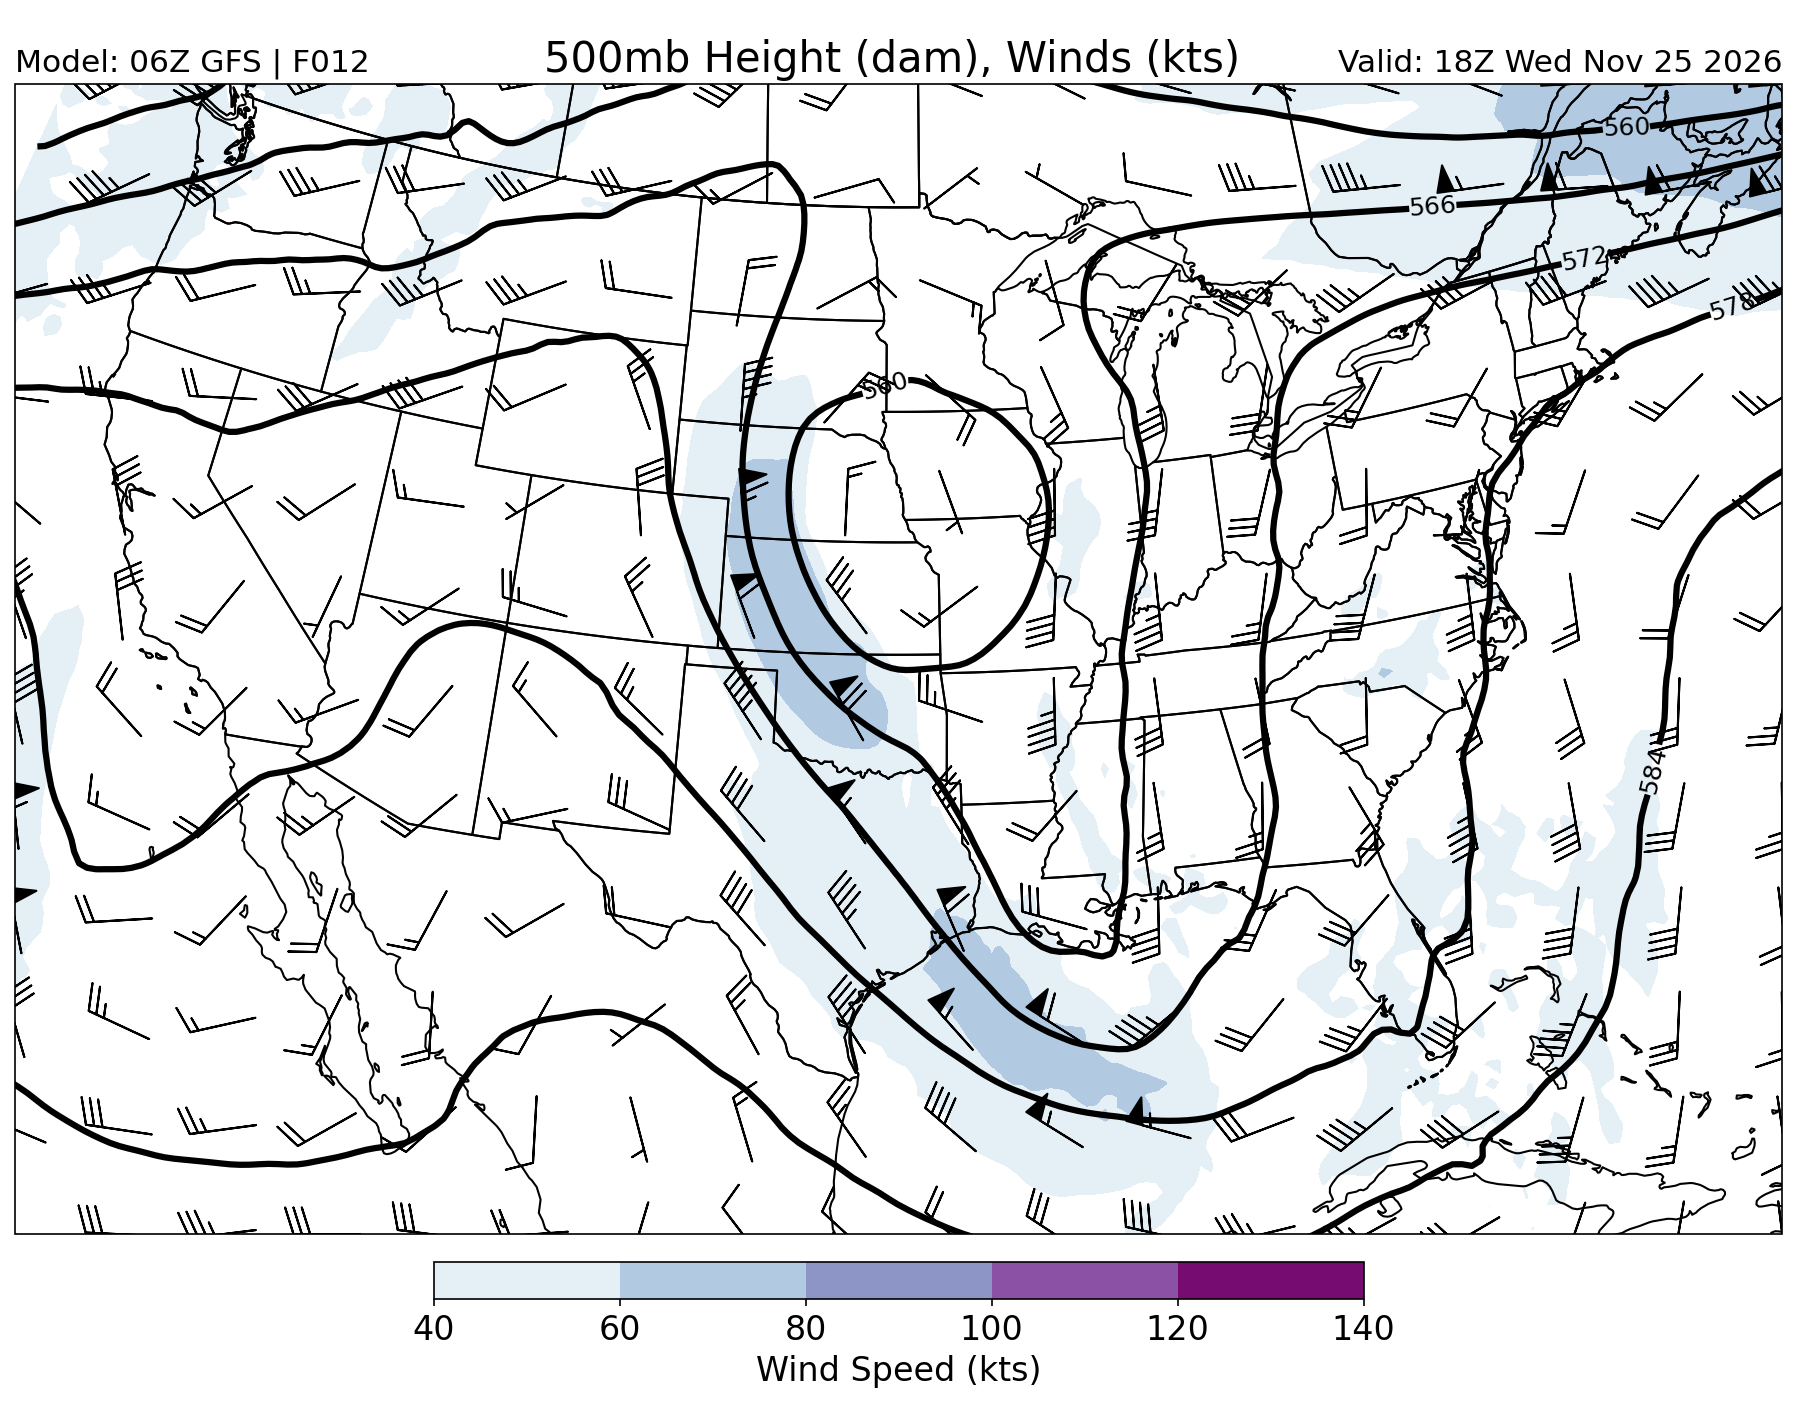 Model: 06Z GFS | F012
500mb Height (dam), Winds (kts)
Valid: 18Z Wed Nov 25 2026
560
566
572
578
560
584
40 60 80 100 120 140
Wind Speed (kts)